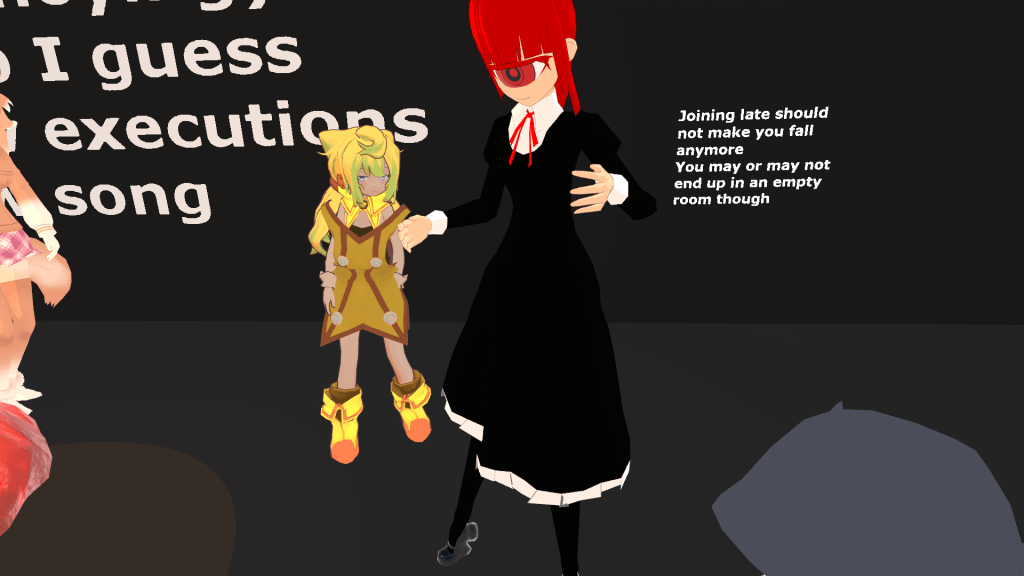 I guess
executions
song
Joining late should
not make you fall
anymore
You may or may not
end up in an empty
room though